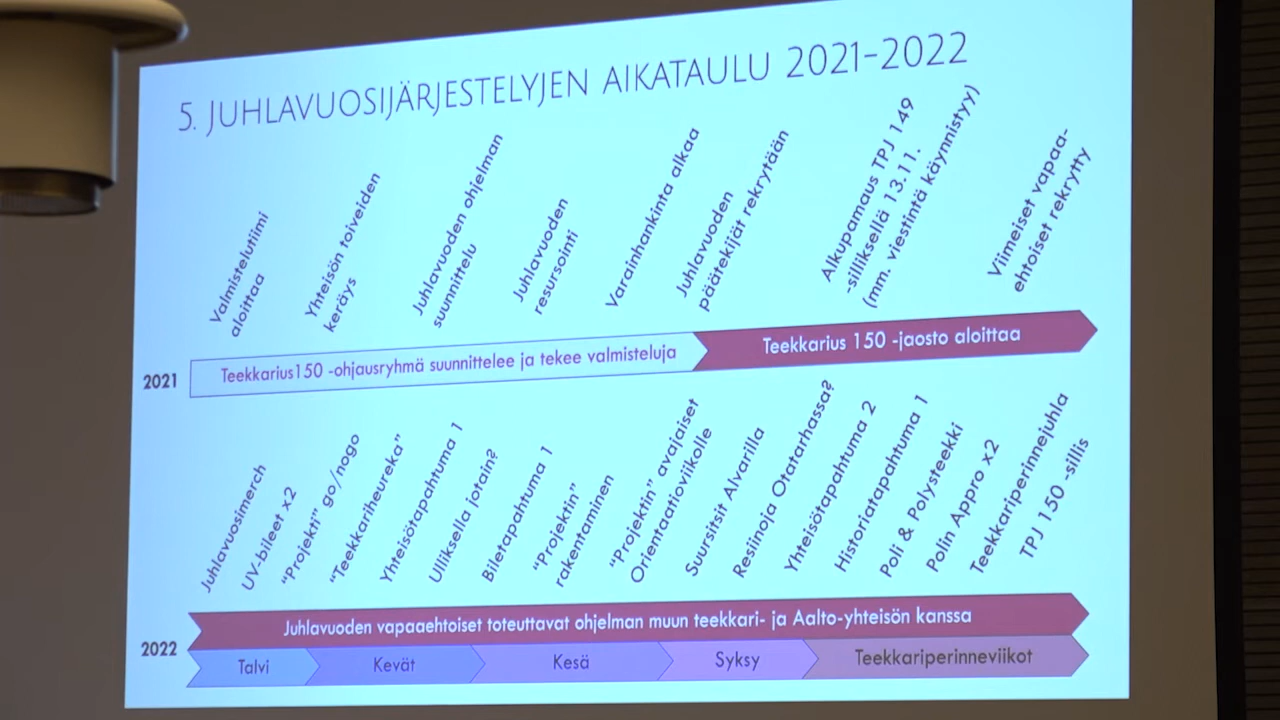 5. JUHLAVUOSIJÄRJESTELYJEN AIKATAULU 2021-2022
Valmistelutiimi
aloittaa
Yhteisön toiveiden
keräys
Juhlavuoden ohjelman
suunnittelu
Juhlavuoden
resursointi
Varainhankinta alkaa
Juhlavuoden
päätekijät rekrytään
Alkupamaus TPJ 149
-silliksellä 13.11.
(mm. viestintä käynnistyy)
Viimeiset vapaa-
ehtoiset rekrytty
2021
Teekkarius150 -ohjausryhmä suunnittelee ja tekee valmisteluja
Teekkarius 150 -jaosto aloittaa
Juhlavuosimerch
UV-bileet x2
"Projekti" go/nogo
"Teekkariheureka"
Yhteisötapahtuma 1
Ulliksella jotain?
Biletapahtuma 1
"Projektin"
rakentaminen
"Projektin" avajaiset
Orientaatioviikolle
Suursitsit Alvarilla
Resiinoja Otatarhassa?
Yhteisötapahtuma 2
Historiatapahtuma 1
Poli & Polysteekki
Polin Appro x2
Teekkariperinnejuhla
TPJ 150 -sillis
2022
Juhlavuoden vapaaehtoiset toteuttavat ohjelman muun teekkari- ja Aalto-yhteisön kanssa
Talvi
Kevät
Kesä
Syksy
Teekkariperinneviikot